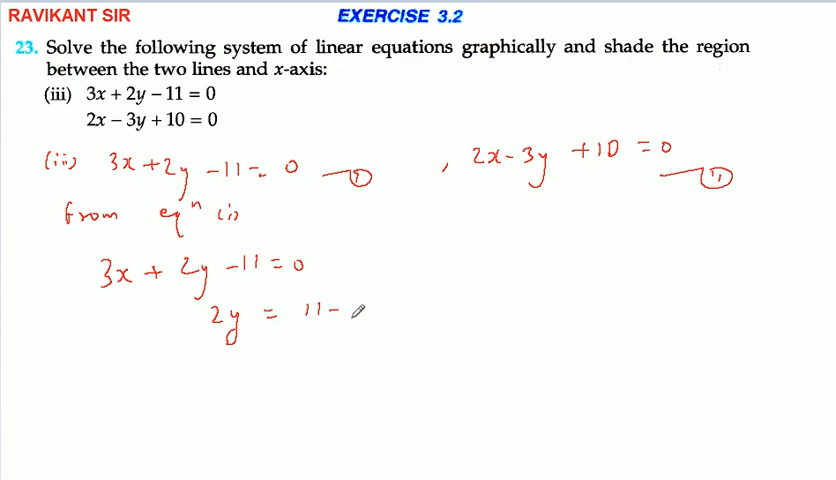 RAVIKANT SIR EXERCISE 3.2
23. Solve the following system of linear equations graphically and shade the region
between the two lines and x-axis:
(iii) 3x + 2y – 11 = 0
2x – 3y + 10 = 0
(iii) 3x + 2y - 11 = 0 — (i) , 2x - 3y + 10 = 0 — (ii)
from eqⁿ (i)
3x + 2y - 11 = 0
2y = 11 -